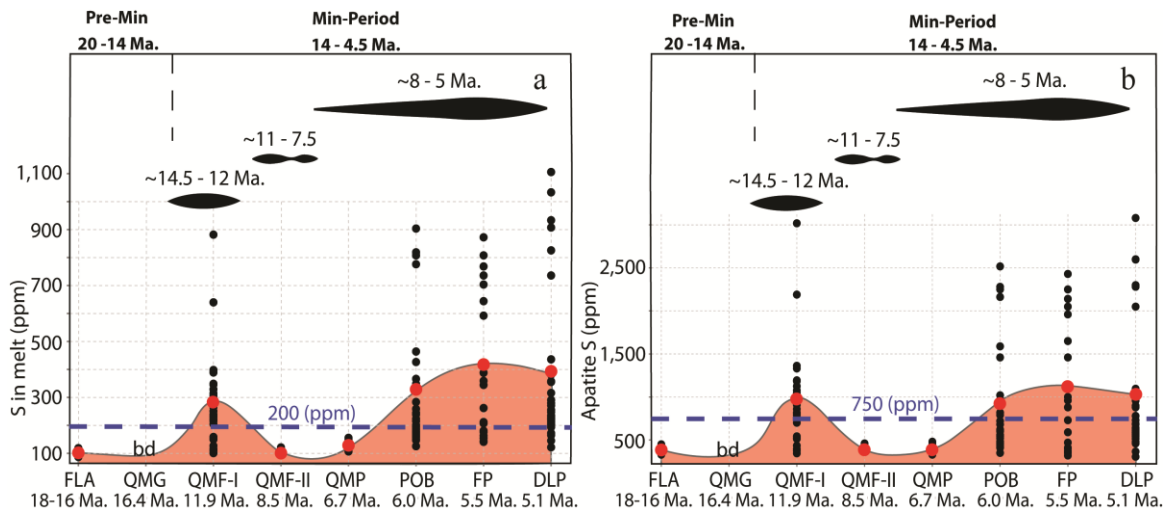 Pre-Min
20 -14 Ma.
Min-Period
14 - 4.5 Ma.
a
~8 - 5 Ma.
~11 - 7.5
~14.5 - 12 Ma.
1,100
900
700
500
300
100
S in melt (ppm)
200 (ppm)
bd
FLA QMG QMF-I QMF-II QMP POB FP DLP
18-16 Ma. 16.4 Ma. 11.9 Ma. 8.5 Ma. 6.7 Ma. 6.0 Ma. 5.5 Ma. 5.1 Ma.
Pre-Min
20 -14 Ma.
Min-Period
14 - 4.5 Ma.
b
~8 - 5 Ma.
~11 - 7.5
~14.5 - 12 Ma.
2,500
1,500
500
Apatite S (ppm)
750 (ppm)
bd
FLA QMG QMF-I QMF-II QMP POB FP DLP
18-16 Ma. 16.4 Ma. 11.9 Ma. 8.5 Ma. 6.7 Ma. 6.0 Ma. 5.5 Ma. 5.1 Ma.